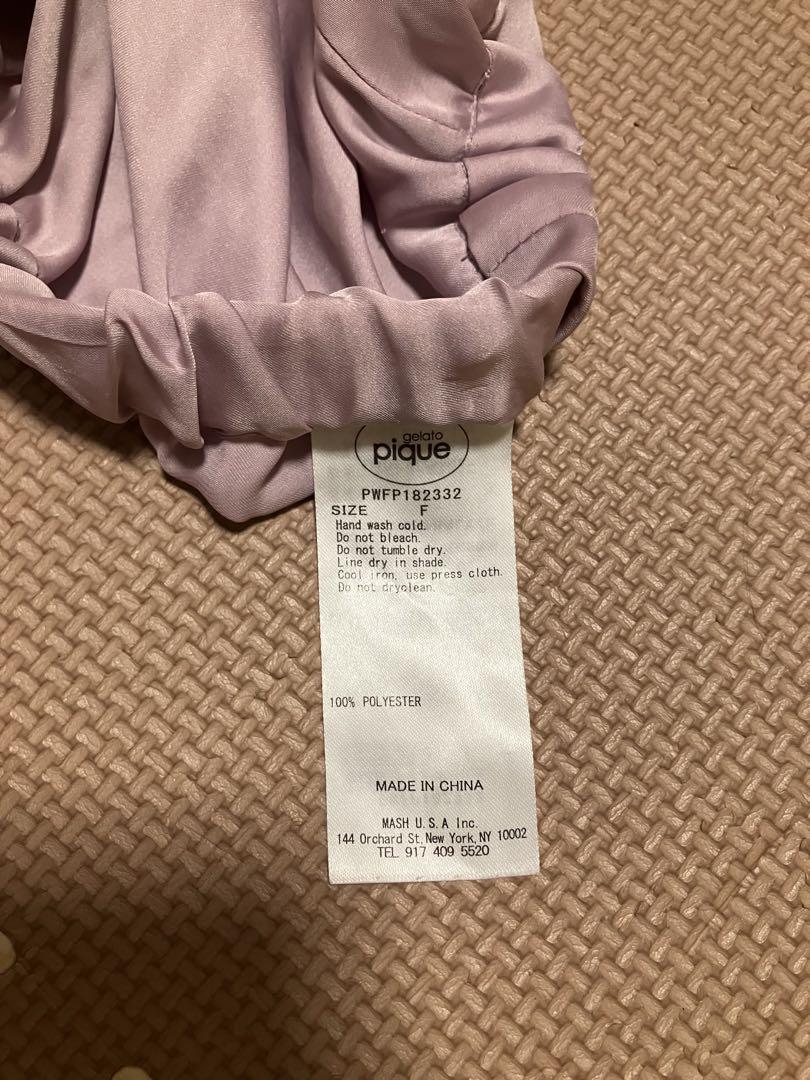 gelato
pique
PWFP182332
SIZE F
Hand wash cold.
Do not bleach.
Do not tumble dry.
Line dry in shade.
Cool iron, use press cloth.
Do not dryclean.
100% POLYESTER
MADE IN CHINA
MASH U.S.A Inc.
144 Orchard St, New York, NY 10002
TEL 917 409 5520